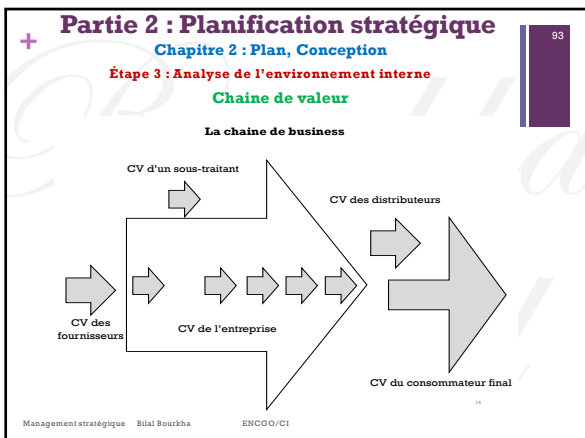 Partie 2 : Planification stratégique
93
+
Chapitre 2 : Plan, Conception
Étape 3 : Analyse de l'environnement interne
Chaine de valeur
La chaine de business
CV d'un sous-traitant
CV des distributeurs
CV des
fournisseurs
CV de l'entreprise
CV du consommateur final
14
Management stratégique Bilal Bourkha ENCGO/CI